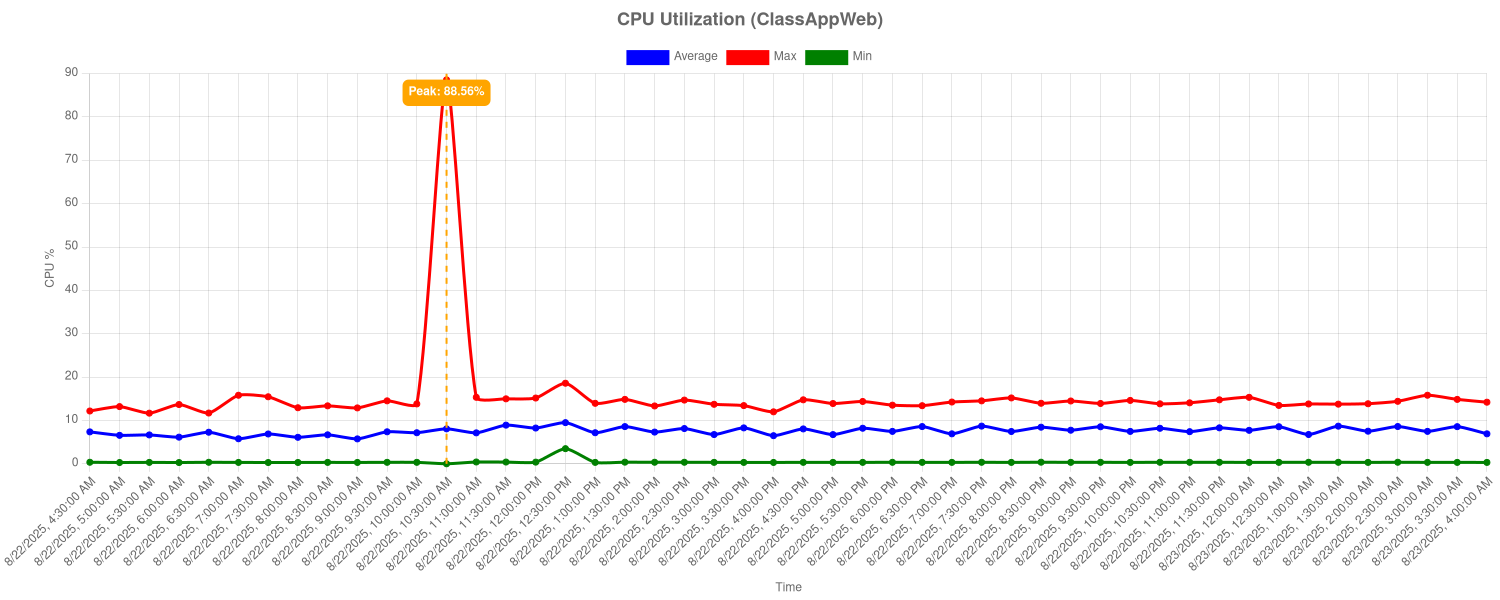 CPU Utilization (ClassAppWeb)
Average Max Min
Peak: 88.56%
90
80
70
60
50
40
30
20
10
0
CPU %
8/22/2025, 4:30:00 AM
8/22/2025, 5:00:00 AM
8/22/2025, 5:30:00 AM
8/22/2025, 6:00:00 AM
8/22/2025, 6:30:00 AM
8/22/2025, 7:00:00 AM
8/22/2025, 7:30:00 AM
8/22/2025, 8:00:00 AM
8/22/2025, 8:30:00 AM
8/22/2025, 9:00:00 AM
8/22/2025, 9:30:00 AM
8/22/2025, 10:00:00 AM
8/22/2025, 10:30:00 AM
8/22/2025, 11:00:00 AM
8/22/2025, 11:30:00 AM
8/22/2025, 12:00:00 PM
8/22/2025, 12:30:00 PM
8/22/2025, 1:00:00 PM
8/22/2025, 1:30:00 PM
8/22/2025, 2:00:00 PM
8/22/2025, 2:30:00 PM
8/22/2025, 3:00:00 PM
8/22/2025, 3:30:00 PM
8/22/2025, 4:00:00 PM
8/22/2025, 4:30:00 PM
8/22/2025, 5:00:00 PM
8/22/2025, 5:30:00 PM
8/22/2025, 6:00:00 PM
8/22/2025, 6:30:00 PM
8/22/2025, 7:00:00 PM
8/22/2025, 7:30:00 PM
8/22/2025, 8:00:00 PM
8/22/2025, 8:30:00 PM
8/22/2025, 9:00:00 PM
8/22/2025, 9:30:00 PM
8/22/2025, 10:00:00 PM
8/22/2025, 10:30:00 PM
8/22/2025, 11:00:00 PM
8/22/2025, 11:30:00 PM
8/23/2025, 12:00:00 AM
8/23/2025, 12:30:00 AM
8/23/2025, 1:00:00 AM
8/23/2025, 1:30:00 AM
8/23/2025, 2:00:00 AM
8/23/2025, 2:30:00 AM
8/23/2025, 3:00:00 AM
8/23/2025, 3:30:00 AM
8/23/2025, 4:00:00 AM
Time